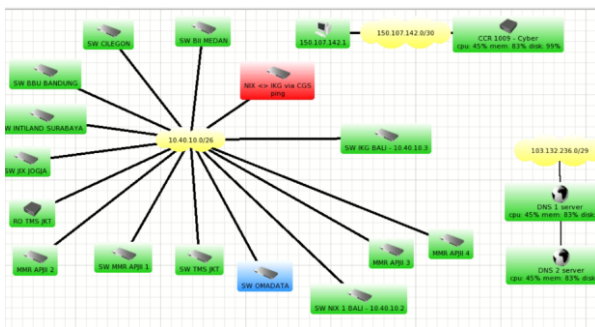 SW CILEGON
SW BII MEDAN
150.107.142.1
150.107.142.0/30
CCR 1009 - Cyber
cpu: 45% mem: 83% disk: 99%
SW BBU BANDUNG
NIX <> IKG via CGS
ping
SW INTILAND SURABAYA
10.40.10.0/26
SW IKG BALI - 10.40.10.3
103.132.236.0/29
SW JIX JOGJA
DNS 1 server
cpu: 45% mem: 83% disk
RO TMS JKT
MMR APJII 2
SW MMR APJII 1
SW TMS JKT
SW OMADATA
MMR APJII 3
MMR APJII 4
SW NIX 1 BALI - 10.40.10.2
DNS 2 server
cpu: 45% mem: 83% disk